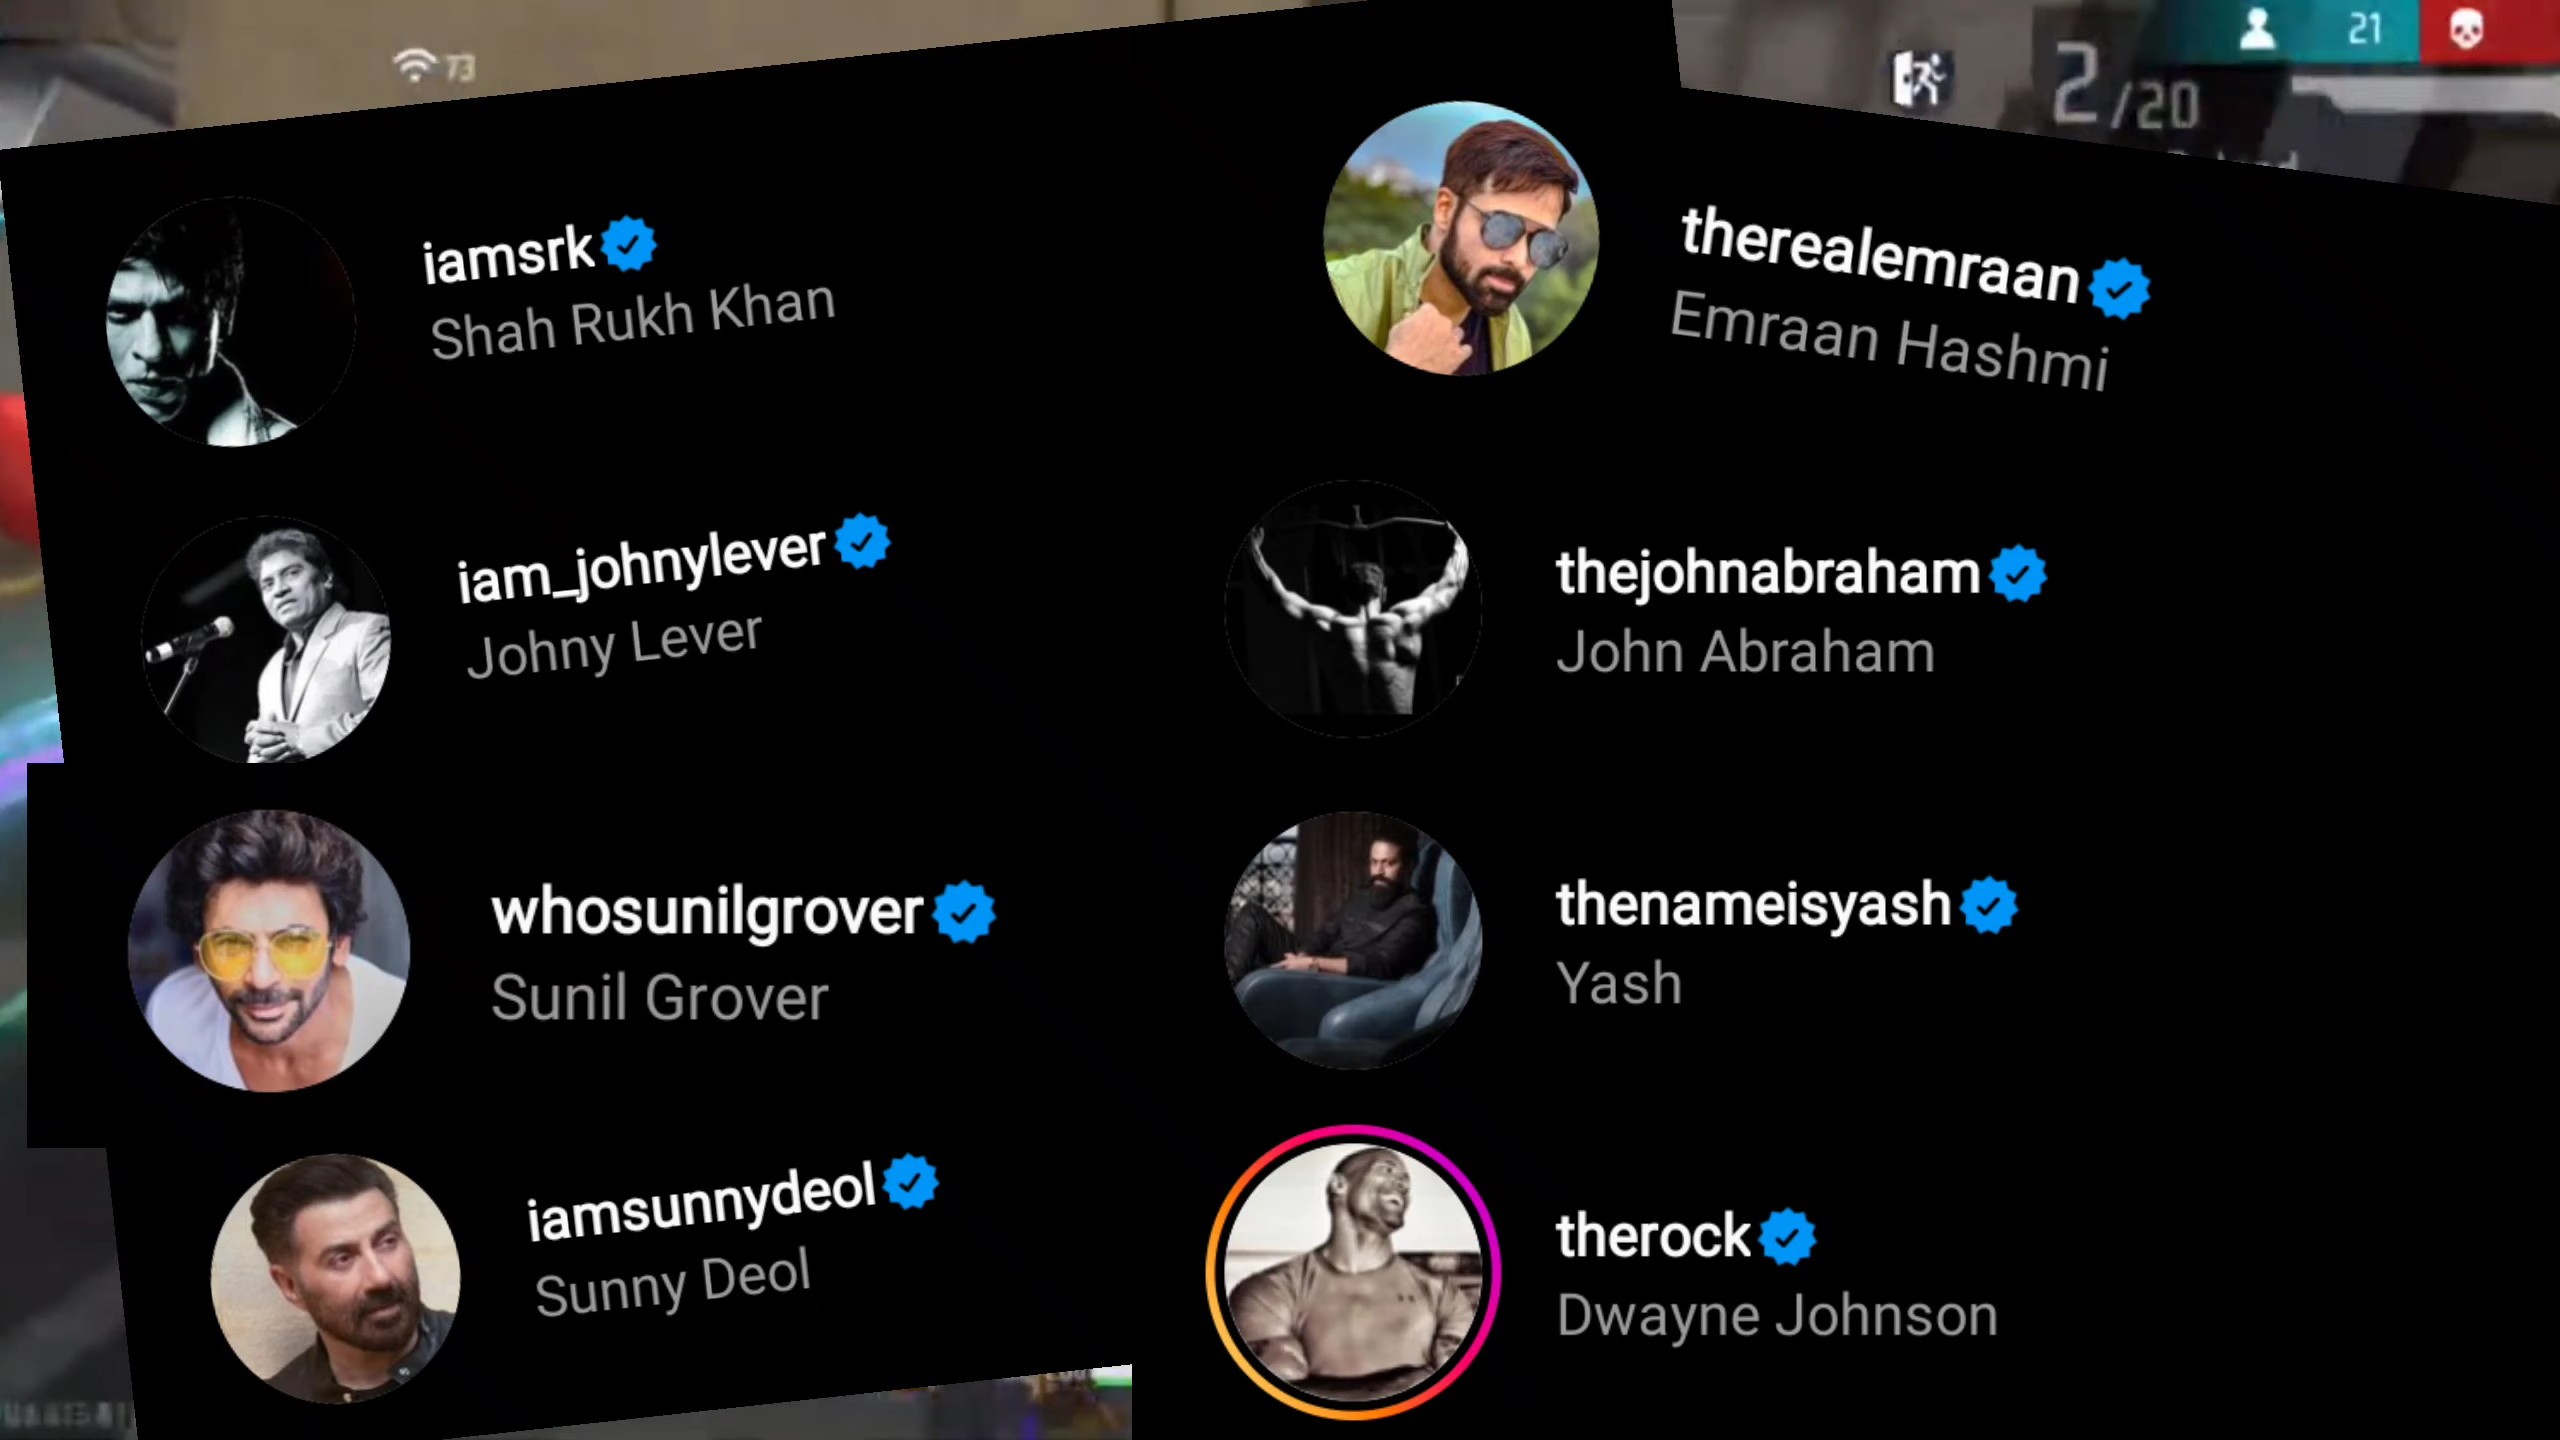 73
21
2/20
iamsrk
Shah Rukh Khan
iam_johnylever
Johny Lever
whosunilgrover
Sunil Grover
iamsunnydeol
Sunny Deol
therealemraan
Emraan Hashmi
thejohnabraham
John Abraham
thenameisyash
Yash
therock
Dwayne Johnson